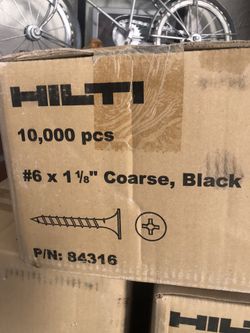 HILTI
10,000 pcs
#6 x 1 1/8" Coarse, Black
P/N: 84316
HILTI